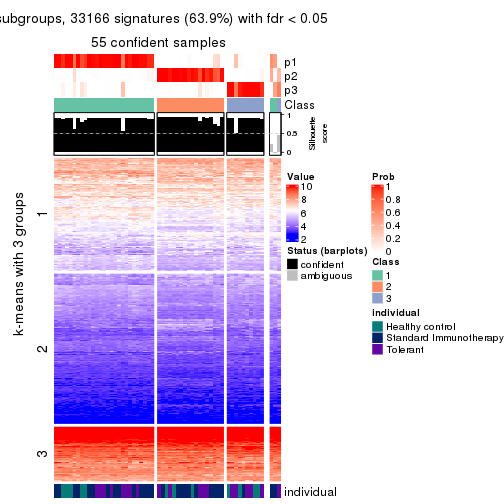 subgroups, 33166 signatures (63.9%) with fdr < 0.05
55 confident samples
p1
p2
p3
Class
1
0.5
0
Silhouette
score
k-means with 3 groups
1
2
3
individual
Value
10
8
6
4
2
Status (barplots)
confident
ambiguous
Prob
1
0.8
0.6
0.4
0.2
0
Class
1
2
3
individual
Healthy control
Standard Immunotherapy
Tolerant